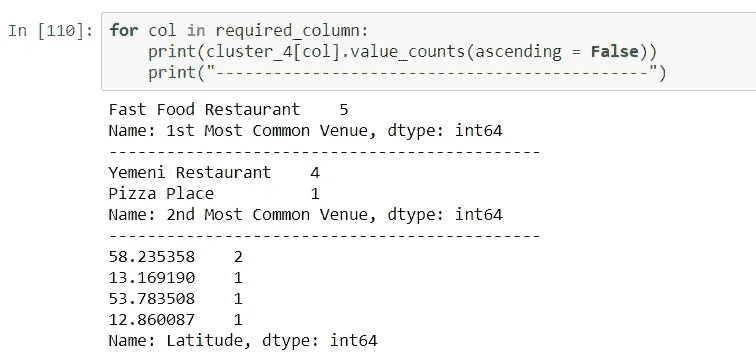 In [110]: for col in required_column:
print(cluster_4[col].value_counts(ascending = False))
print("-------------------------------------------")
Fast Food Restaurant    5
Name: 1st Most Common Venue, dtype: int64
-------------------------------------------
Yemeni Restaurant    4
Pizza Place          1
Name: 2nd Most Common Venue, dtype: int64
-------------------------------------------
58.235358    2
13.169190    1
53.783508    1
12.860087    1
Name: Latitude, dtype: int64